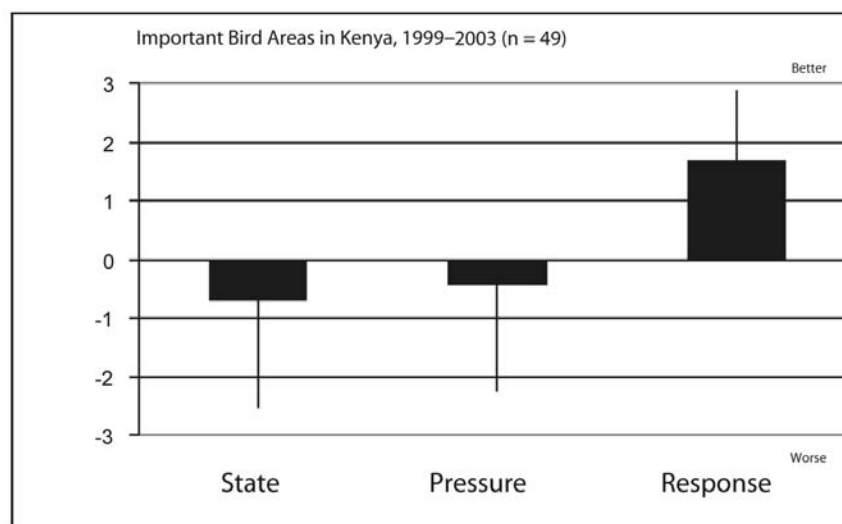 Important Bird Areas in Kenya, 1999–2003 (n = 49)
Better
3
2
1
0
-1
-2
-3
Worse
State Pressure Response